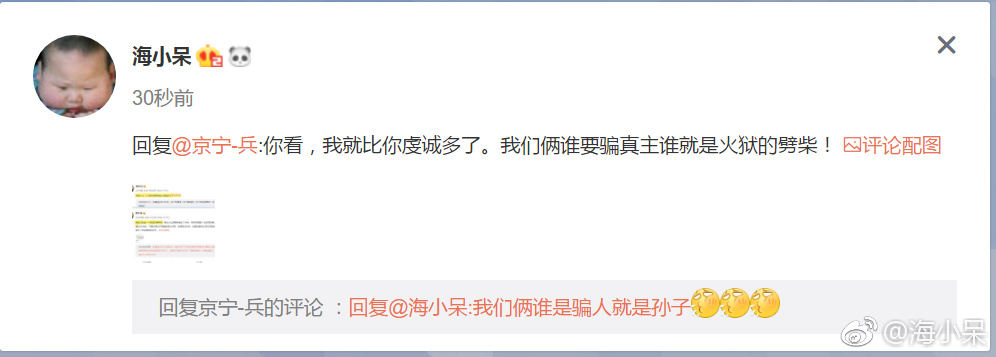 海小呆
30秒前
回复@京宁-兵:你看，我就比你虔诚多了。我们俩谁要骗真主谁就是火狱的劈柴！ 评论配图
回复京宁-兵的评论 ：回复@海小呆:我们俩谁是骗人就是孙子
@海小呆